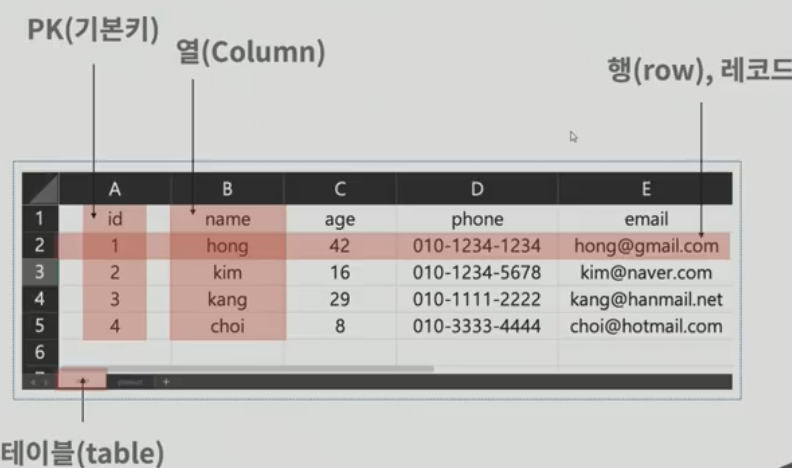 PK(기본키)
열(Column)
행(row), 레코드
A B C D E
1 id name age phone email
2 1 hong 42 010-1234-1234 hong@gmail.com
3 2 kim 16 010-1234-5678 kim@naver.com
4 3 kang 29 010-1111-2222 kang@hanmail.net
5 4 choi 8 010-3333-4444 choi@hotmail.com
6
테이블(table)